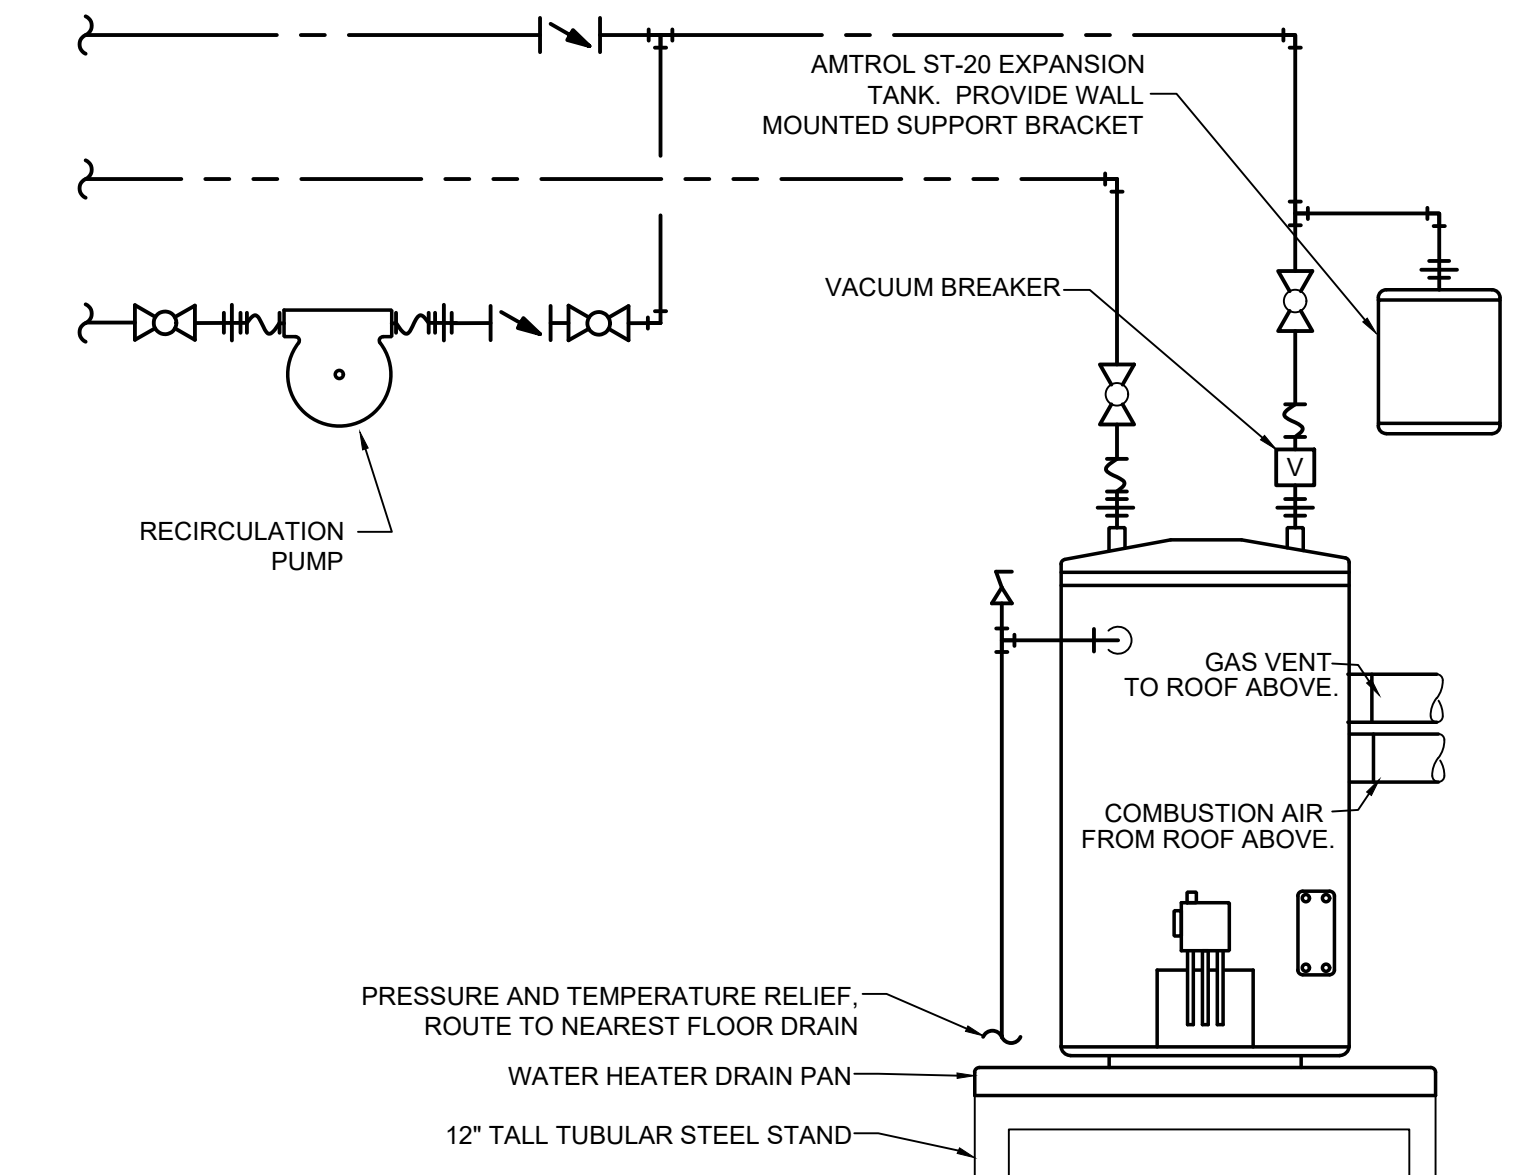 AMTROL ST-20 EXPANSION
TANK. PROVIDE WALL
MOUNTED SUPPORT BRACKET
VACUUM BREAKER
V
RECIRCULATION
PUMP
GAS VENT
TO ROOF ABOVE.
COMBUSTION AIR
FROM ROOF ABOVE.
PRESSURE AND TEMPERATURE RELIEF,
ROUTE TO NEAREST FLOOR DRAIN
WATER HEATER DRAIN PAN
12" TALL TUBULAR STEEL STAND